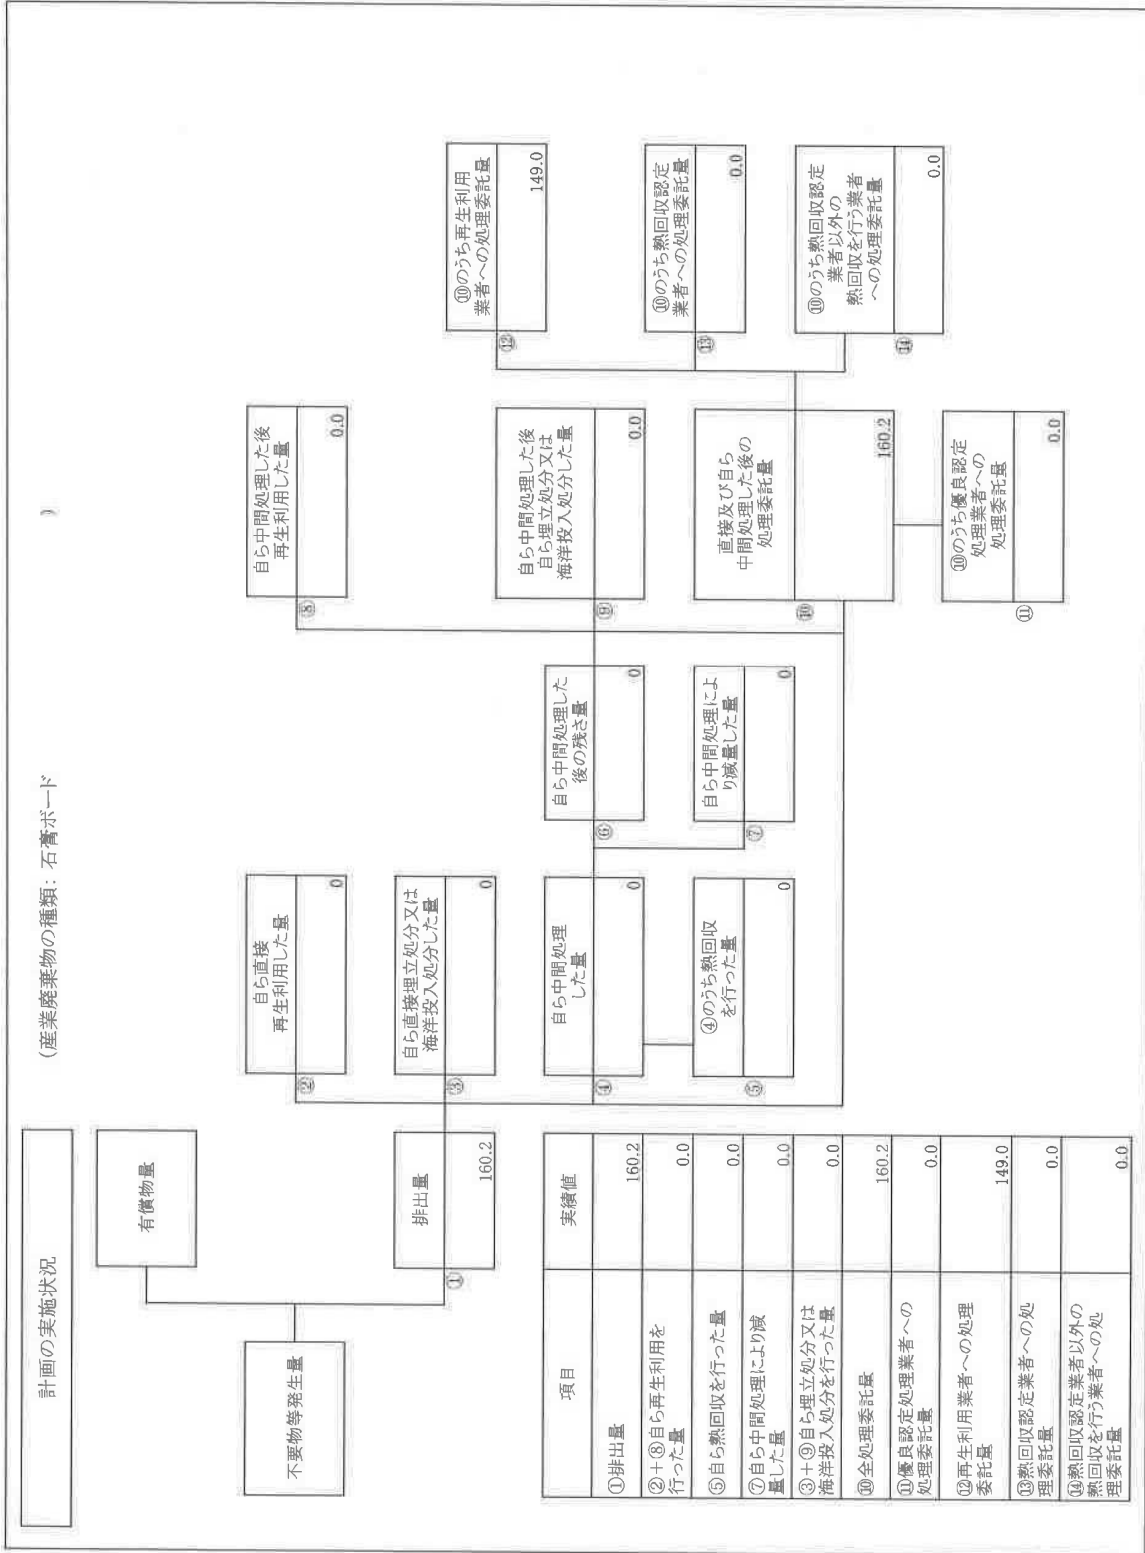 計画の実施状況
(産業廃棄物の種類: 石膏ボード
)
不要物等発生量
有償物量
①
排出量
160.2
②
自ら直接
再生利用した量
0
③
自ら直接埋立処分又は
海洋投入処分した量
0
④
自ら中間処理
した量
0
⑤
④のうち熱回収
を行った量
0
⑥
自ら中間処理した
後の残さ量
0
⑦
自ら中間処理によ
り減量した量
0
⑧
自ら中間処理した後
再生利用した量
0.0
⑨
自ら中間処理した後
自ら埋立処分又は
海洋投入処分した量
0.0
⑩
直接及び自ら
中間処理した後の
処理委託量
160.2
⑪
⑩のうち優良認定
処理業者への
処理委託量
0.0
⑫
⑩のうち再生利用
業者への処理委託量
149.0
⑬
⑩のうち熱回収認定
業者への処理委託量
0.0
⑭
⑩のうち熱回収認定
業者以外の
熱回収を行う業者
への処理委託量
0.0
項目 実績値
①排出量 160.2
②+⑧自ら再生利用を
行った量 0.0
⑤自ら熱回収を行った量 0.0
⑦自ら中間処理により減
量した量 0.0
③+⑨自ら埋立処分又は
海洋投入処分を行った量 0.0
⑩全処理委託量 160.2
⑪優良認定処理業者への
処理委託量 0.0
⑫再生利用業者への処理
委託量 149.0
⑬熱回収認定業者への処
理委託量 0.0
⑭熱回収認定業者以外の
熱回収を行う業者への処
理委託量 0.0